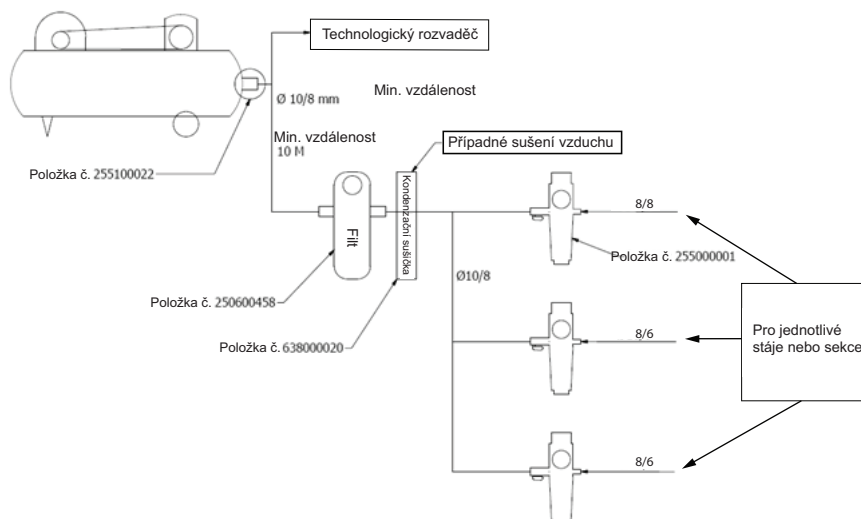 Technologický rozvaděč
Ø 10/8 mm
Min. vzdálenost
Min. vzdálenost
10 M
Položka č. 255100022
Případné sušení vzduchu
Filt
Kondenzační sušička
8/8
Položka č. 255000001
Ø10/8
Položka č. 250600458
Položka č. 638000020
8/6
Pro jednotlivé
stáje nebo sekce
8/6